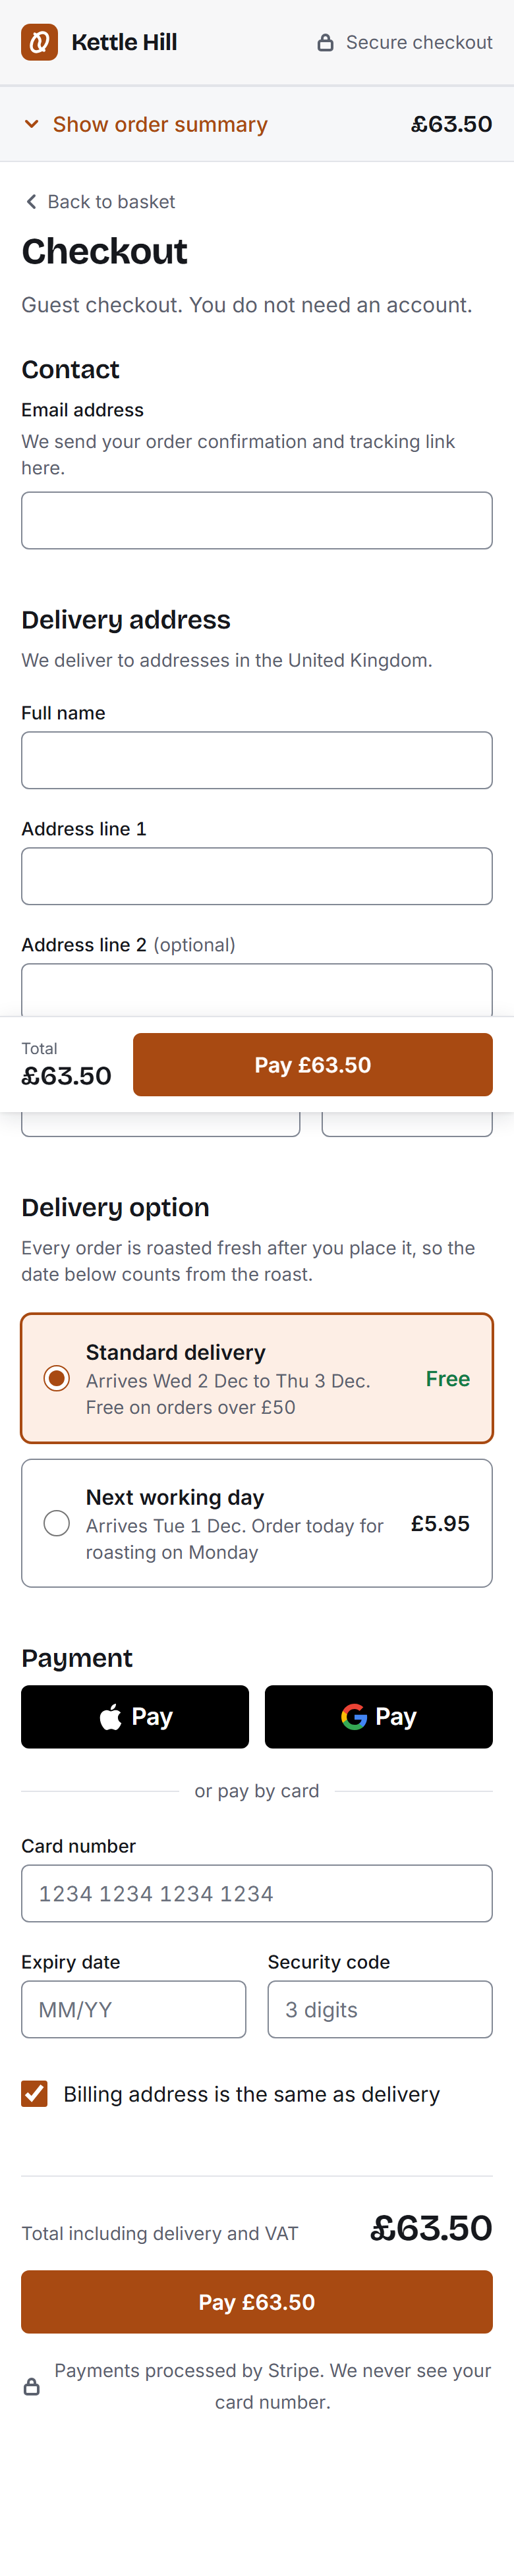 Kettle Hill
Secure checkout
Show order summary
£63.50
Back to basket
Checkout
Guest checkout. You do not need an account.
Contact
Email address
We send your order confirmation and tracking link
here.
Delivery address
We deliver to addresses in the United Kingdom.
Full name
Address line 1
Address line 2 (optional)
Total
£63.50
Pay £63.50
Delivery option
Every order is roasted fresh after you place it, so the
date below counts from the roast.
Standard delivery
Arrives Wed 2 Dec to Thu 3 Dec.
Free on orders over £50
Free
Next working day
Arrives Tue 1 Dec. Order today for
roasting on Monday
£5.95
Payment
Pay
G Pay
or pay by card
Card number
1234 1234 1234 1234
Expiry date
Security code
MM/YY
3 digits
Billing address is the same as delivery
Total including delivery and VAT
£63.50
Pay £63.50
Payments processed by Stripe. We never see your
card number.